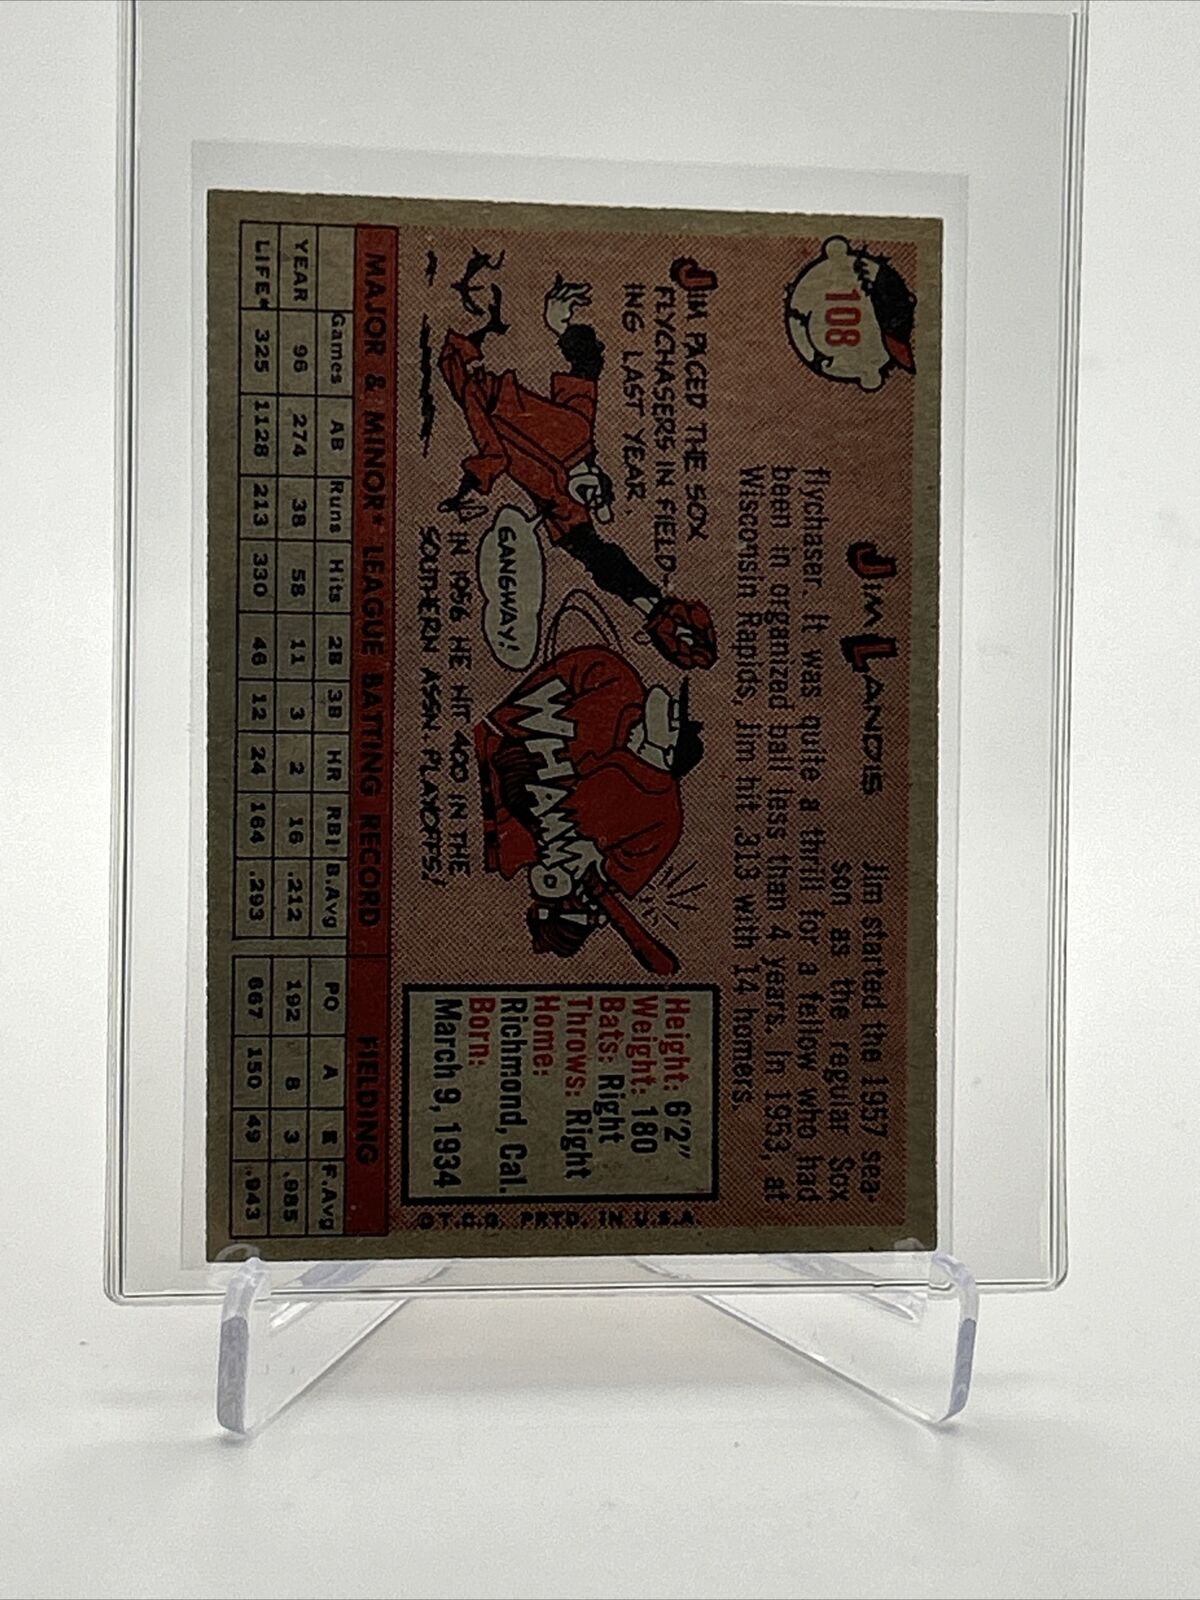 108
JIM LANDIS
Jim started the 1957 sea-
son as the regular Sox
flychaser. It was quite a thrill for a fellow who had
been in organized ball less than 4 years. In 1953, at
Wisconsin Rapids, Jim hit .313 with 14 homers.
JIM PACED THE SOX
FLYCHASERS IN FIELD-
ING LAST YEAR.
GANGWAY!
WHAMMO!
IN 1956 HE HIT .400 IN THE
SOUTHERN ASSN. PLAYOFFS!
Height: 6'2"
Weight: 180
Bats: Right
Throws: Right
Home:
Richmond, Cal.
Born:
March 9, 1934
© T.C.G. PRTD. IN U.S.A.
MAJOR & MINOR* LEAGUE BATTING RECORD FIELDING
Games AB Runs Hits 2B 3B HR RBI B.Avg PO A E F.Avg
YEAR 96 274 38 58 11 3 2 16 .212 192 8 3 .985
LIFE* 325 1128 213 330 46 12 24 164 .293 667 150 49 .943